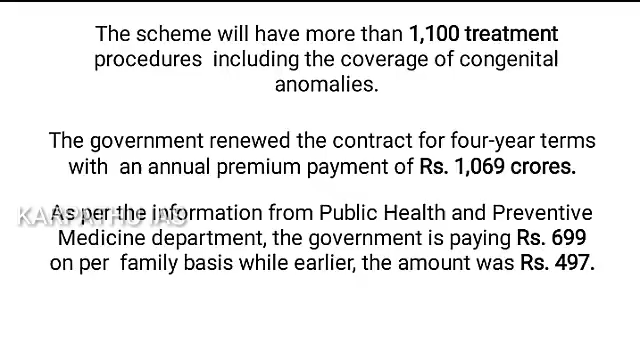 The scheme will have more than 1,100 treatment
procedures including the coverage of congenital
anomalies.
The government renewed the contract for four-year terms
with an annual premium payment of Rs. 1,069 crores.
KARPATHU IAS
As per the information from Public Health and Preventive
Medicine department, the government is paying Rs. 699
on per family basis while earlier, the amount was Rs. 497.